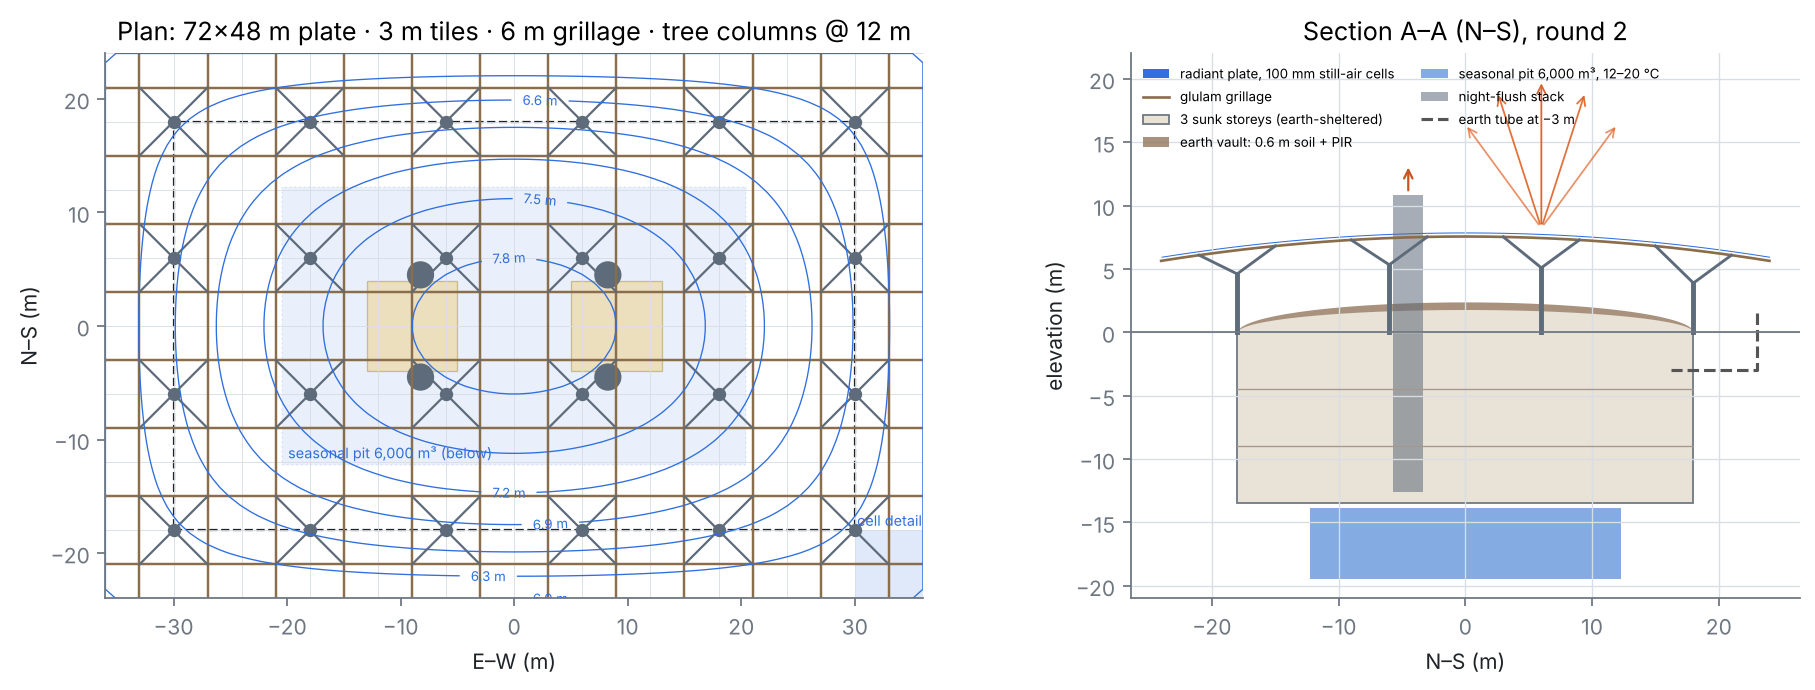 Plan: 72×48 m plate · 3 m tiles · 6 m grillage · tree columns @ 12 m
20
10
0
−10
−20
N–S (m)
6.6 m
7.5 m
7.8 m
seasonal pit 6,000 m³ (below)
7.2 m
6.9 m
cell detail
6.3 m
−30
−20
−10
0
10
20
30
E–W (m)
Section A–A (N–S), round 2
radiant plate, 100 mm still-air cells
glulam grillage
3 sunk storeys (earth-sheltered)
earth vault: 0.6 m soil + PIR
seasonal pit 6,000 m³, 12–20 °C
night-flush stack
earth tube at −3 m
20
15
10
5
0
−5
−10
−15
−20
elevation (m)
−20
−10
0
10
20
N–S (m)